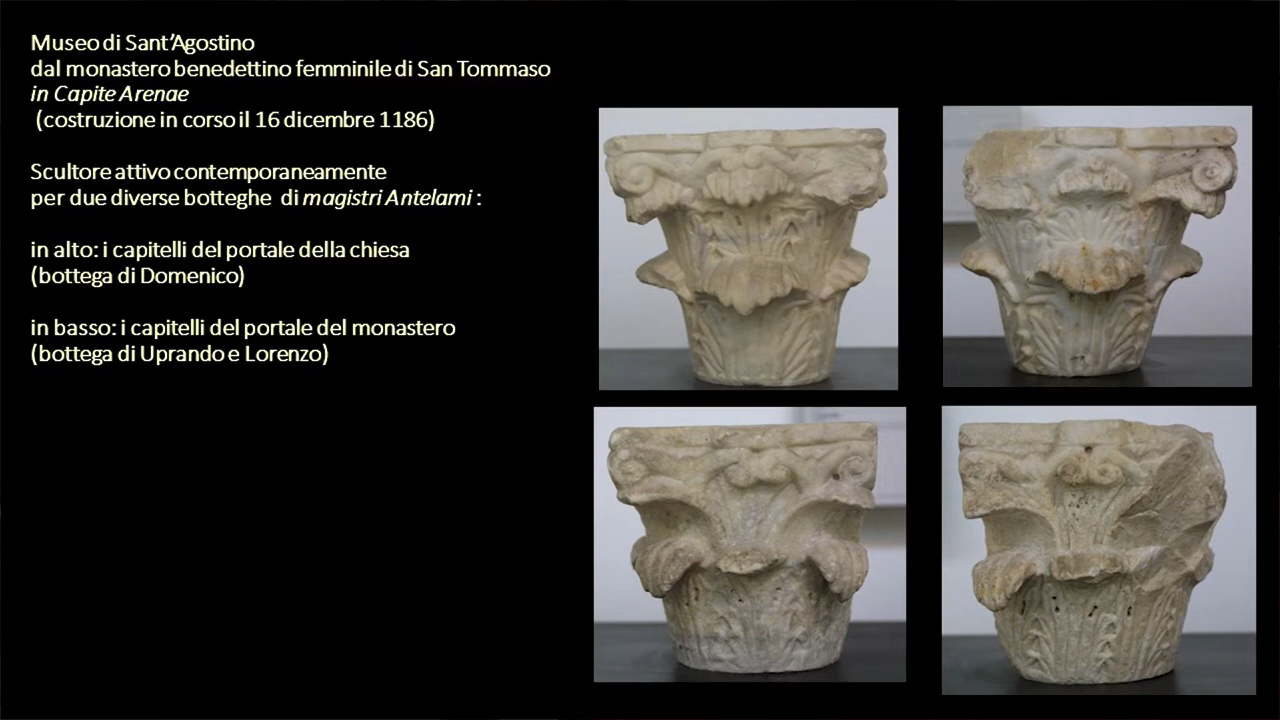 Museo di Sant'Agostino
dal monastero benedettino femminile di San Tommaso
in Capite Arenae
(costruzione in corso il 16 dicembre 1186)
Scultore attivo contemporaneamente
per due diverse botteghe di magistri Antelami :
in alto: i capitelli del portale della chiesa
(bottega di Domenico)
in basso: i capitelli del portale del monastero
(bottega di Uprando e Lorenzo)